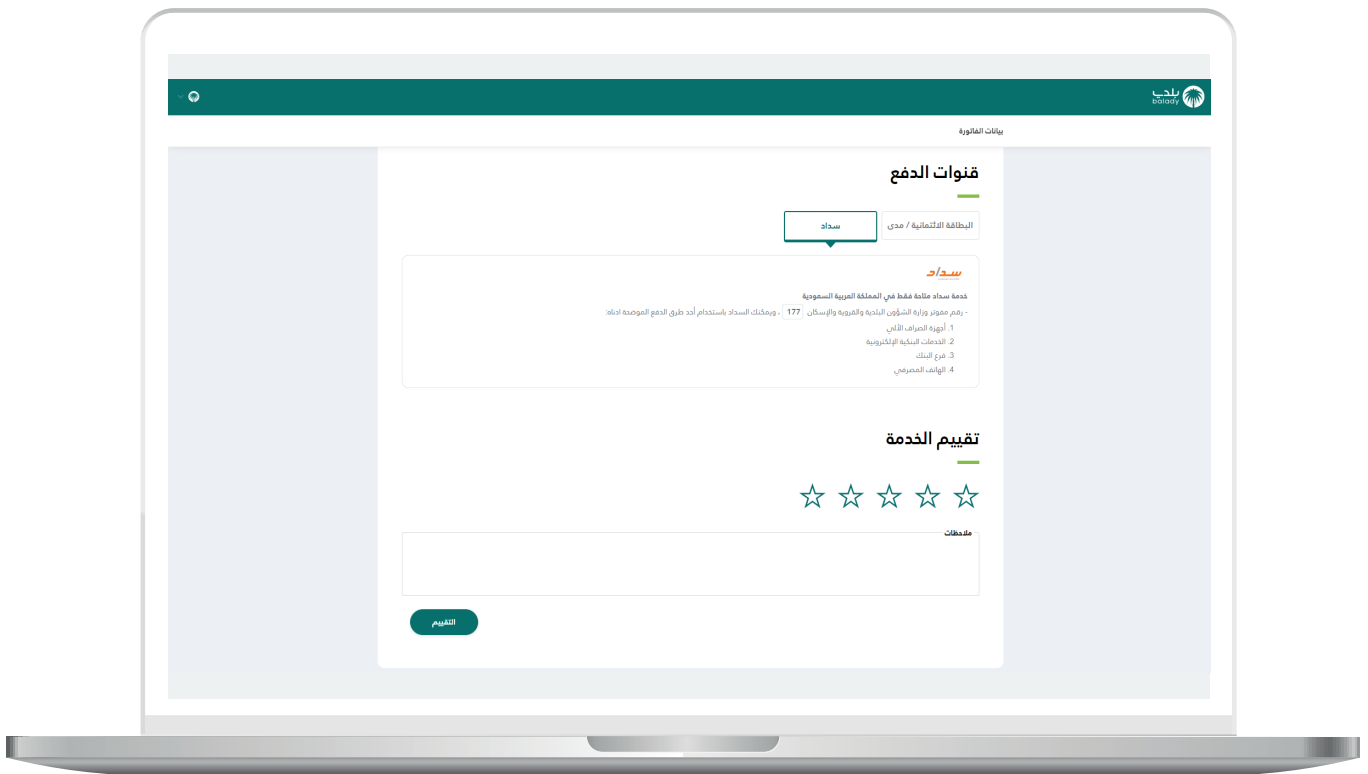 بلدي
balady
بيانات الفاتورة
قنوات الدفع
البطاقة الائتمانية / مدى
سداد
سداد
خدمة سداد متاحة فقط في المملكة العربية السعودية
- رقم مفوتر وزارة الشؤون البلدية والقروية والإسكان 177 ، ويمكنك السداد باستخدام أحد طرق الدفع الموضحة ادناه:
1. أجهزة الصراف الآلي
2. الخدمات البنكية الإلكترونية
3. فرع البنك
4. الهاتف المصرفي
تقييم الخدمة
ملاحظات
التقييم